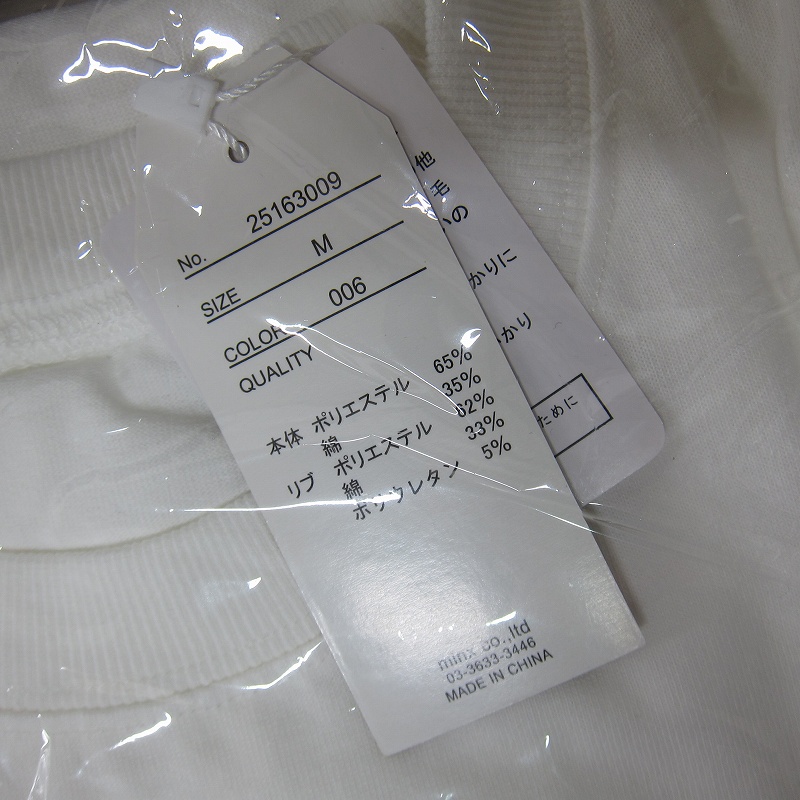 No. 25163009
SIZE M
COLOR 006
QUALITY
本体 ポリエステル 65%
綿 35%
リブ ポリエステル 62%
綿 33%
ポリウレタン 5%
minx co.,ltd
03-3633-3446
MADE IN CHINA
他
毛
いの
かりに
かり
ために